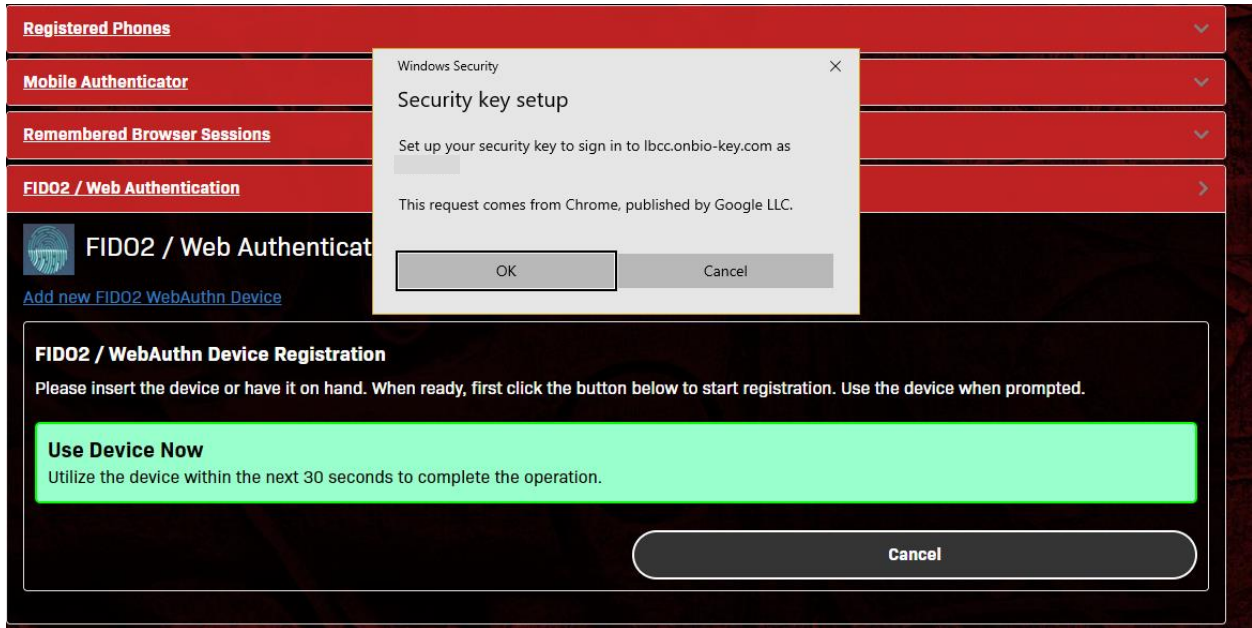 Registered Phones
Mobile Authenticator
Remembered Browser Sessions
FIDO2 / Web Authentication
Windows Security
Security key setup
Set up your security key to sign in to lbcc.onbio-key.com as
This request comes from Chrome, published by Google LLC.
OK Cancel
FIDO2 / Web Authenticat
Add new FIDO2 WebAuthn Device
FIDO2 / WebAuthn Device Registration
Please insert the device or have it on hand. When ready, first click the button below to start registration. Use the device when prompted.
Use Device Now
Utilize the device within the next 30 seconds to complete the operation.
Cancel